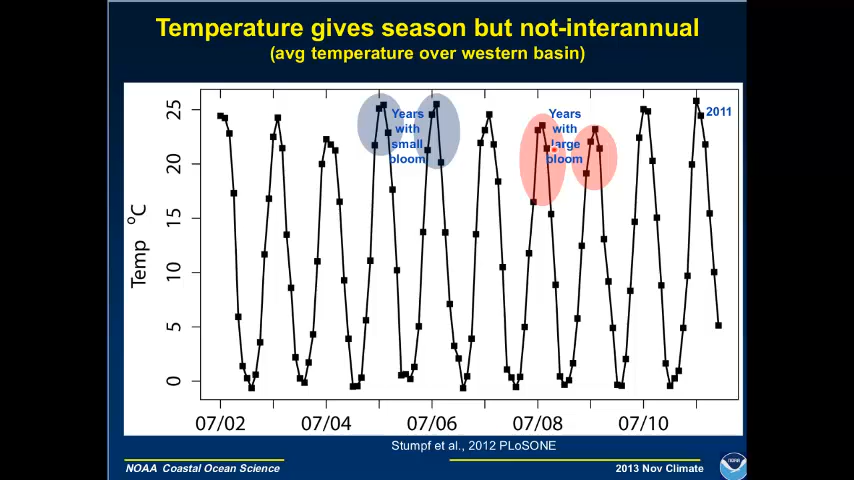 Temperature gives season but not-interannual
(avg temperature over western basin)
25
20
15
10
5
0
Temp °C
Years
with
small
bloom
Years
with
large
bloom
2011
07/02
07/04
07/06
07/08
07/10
Stumpf et al., 2012 PLoSONE
NOAA Coastal Ocean Science
2013 Nov Climate
NOAA